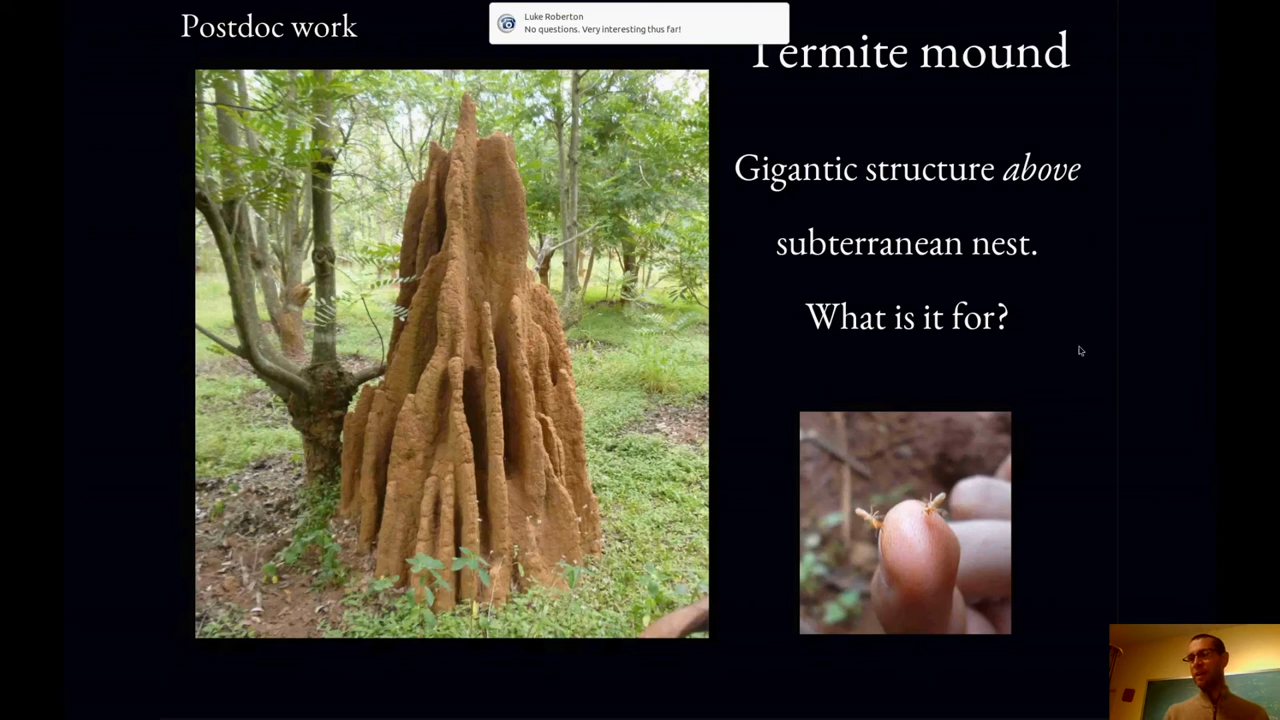 Postdoc work
Luke Roberton
No questions. Very interesting thus far!
Termite mound
Gigantic structure above
subterranean nest.
What is it for?